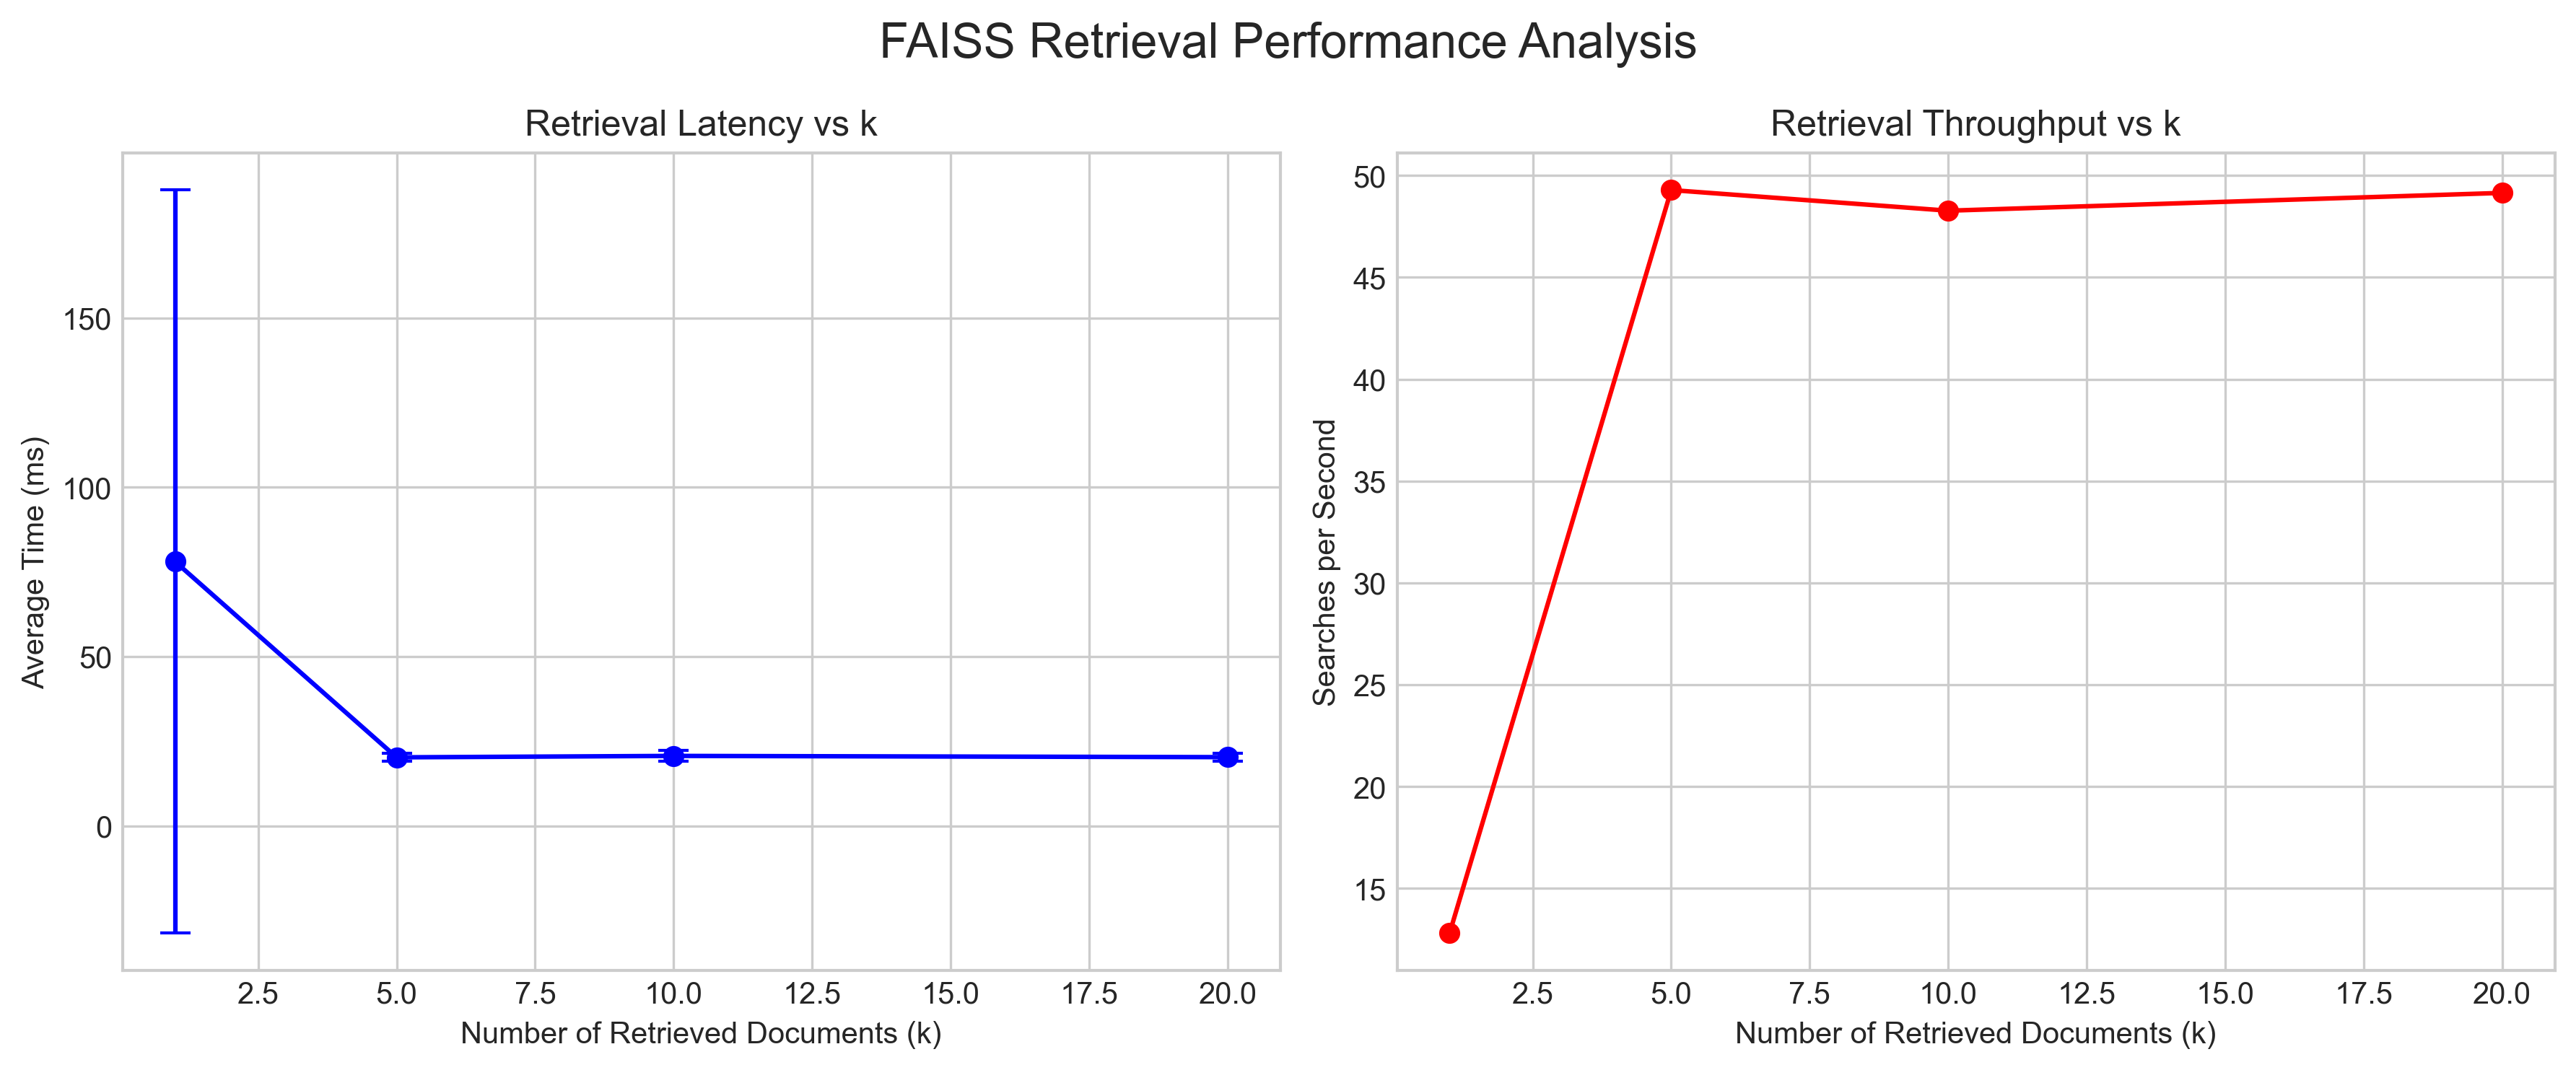 FAISS Retrieval Performance Analysis
Retrieval Latency vs k
Average Time (ms)
150
100
50
0
2.5 5.0 7.5 10.0 12.5 15.0 17.5 20.0
Number of Retrieved Documents (k)
Retrieval Throughput vs k
Searches per Second
50
45
40
35
30
25
20
15
2.5 5.0 7.5 10.0 12.5 15.0 17.5 20.0
Number of Retrieved Documents (k)